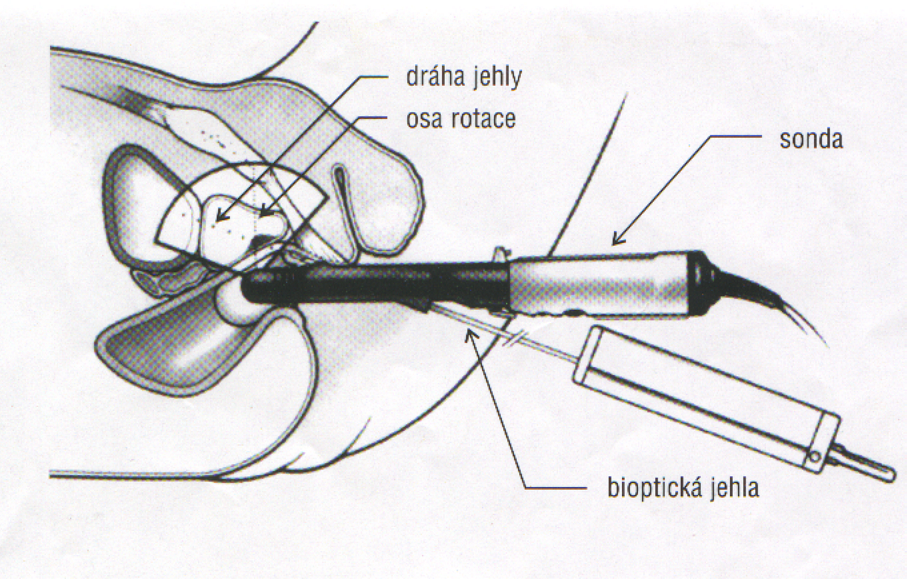 dráha jehly
osa rotace
sonda
bioptická jehla